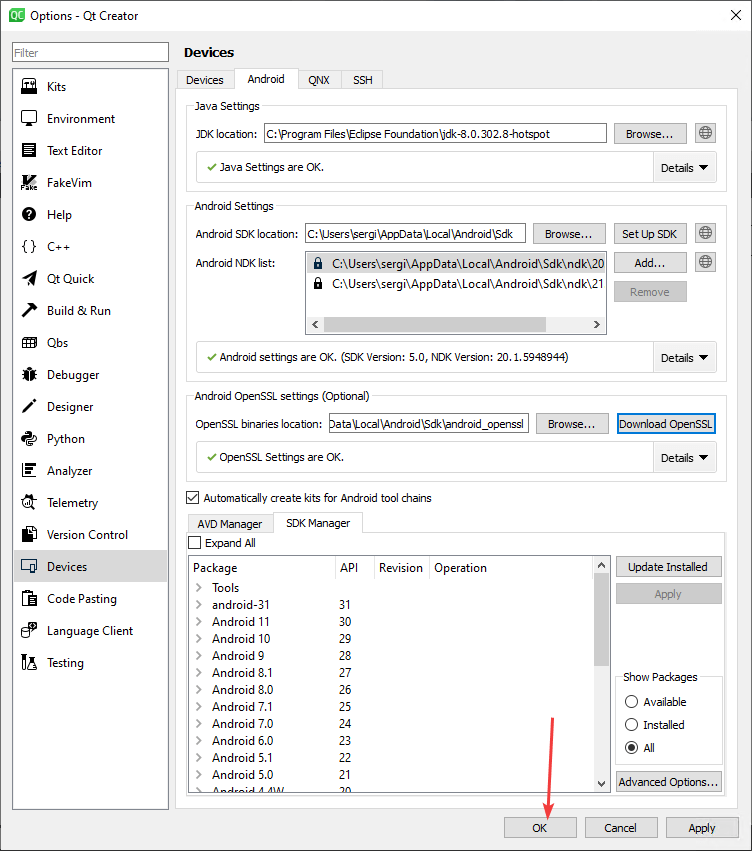 QC Options - Qt Creator
Filter
Kits
Environment
Text Editor
Fake
FakeVim
Help
{} C++
Qt Quick
Build & Run
Qbs
Debugger
Designer
Python
Analyzer
Telemetry
Version Control
Devices
Code Pasting
Language Client
Testing
Devices
Devices Android QNX SSH
Java Settings
JDK location: C:\Program Files\Eclipse Foundation\jdk-8.0.302.8-hotspot Browse...
Java Settings are OK. Details
Android Settings
Android SDK location: C:\Users\sergi\AppData\Local\Android\Sdk Browse... Set Up SDK
Android NDK list: C:\Users\sergi\AppData\Local\Android\Sdk\ndk\20 Add...
C:\Users\sergi\AppData\Local\Android\Sdk\ndk\21
Remove
Android settings are OK. (SDK Version: 5.0, NDK Version: 20.1.5948944) Details
Android OpenSSL settings (Optional)
OpenSSL binaries location: Data\Local\Android\Sdk\android_openssl Browse... Download OpenSSL
OpenSSL Settings are OK. Details
Automatically create kits for Android tool chains
AVD Manager SDK Manager
Expand All
Package API Revision Operation
Tools
android-31 31
Android 11 30
Android 10 29
Android 9 28
Android 8.1 27
Android 8.0 26
Android 7.1 25
Android 7.0 24
Android 6.0 23
Android 5.1 22
Android 5.0 21
Android 4.4W 20
Update Installed
Apply
Show Packages
Available
Installed
All
Advanced Options...
OK Cancel Apply